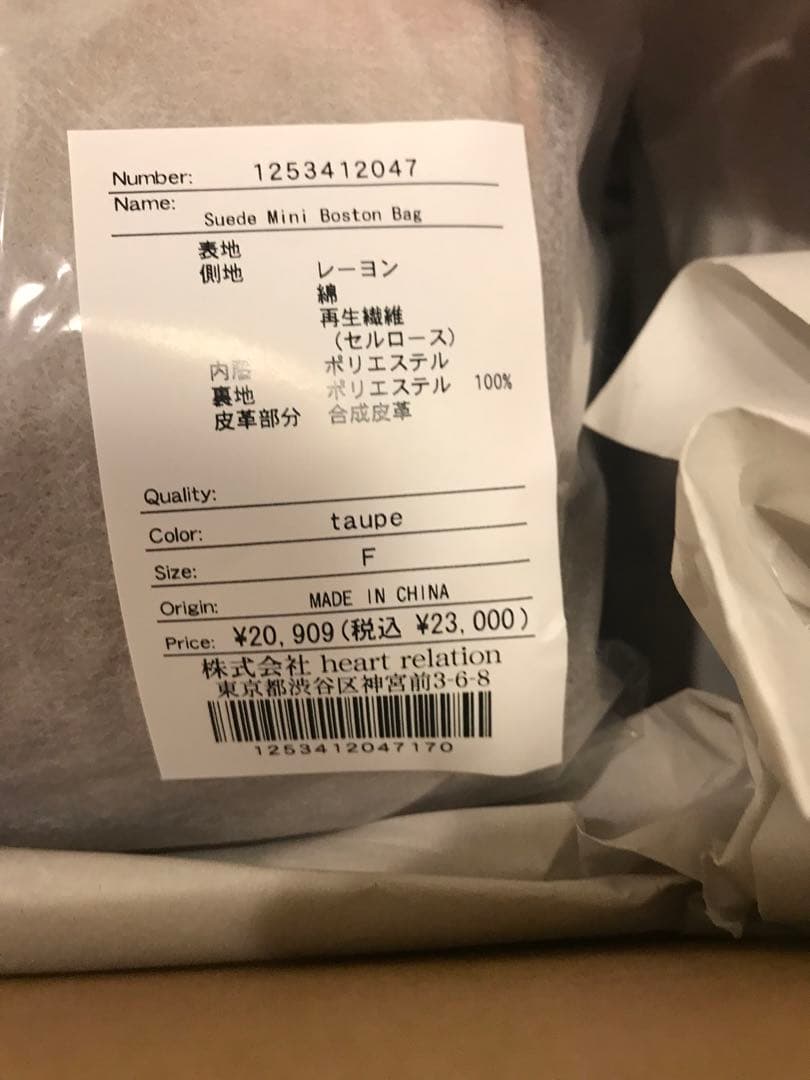 Number: 1253412047
Name: Suede Mini Boston Bag
表地
側地 レーヨン
綿
再生繊維
(セルロース)
内層 ポリエステル
裏地 ポリエステル 100%
皮革部分 合成皮革
Quality:
Color: taupe
Size: F
Origin: MADE IN CHINA
Price: ¥20,909(税込 ¥23,000)
株式会社 heart relation
東京都渋谷区神宮前3-6-8
1253412047170